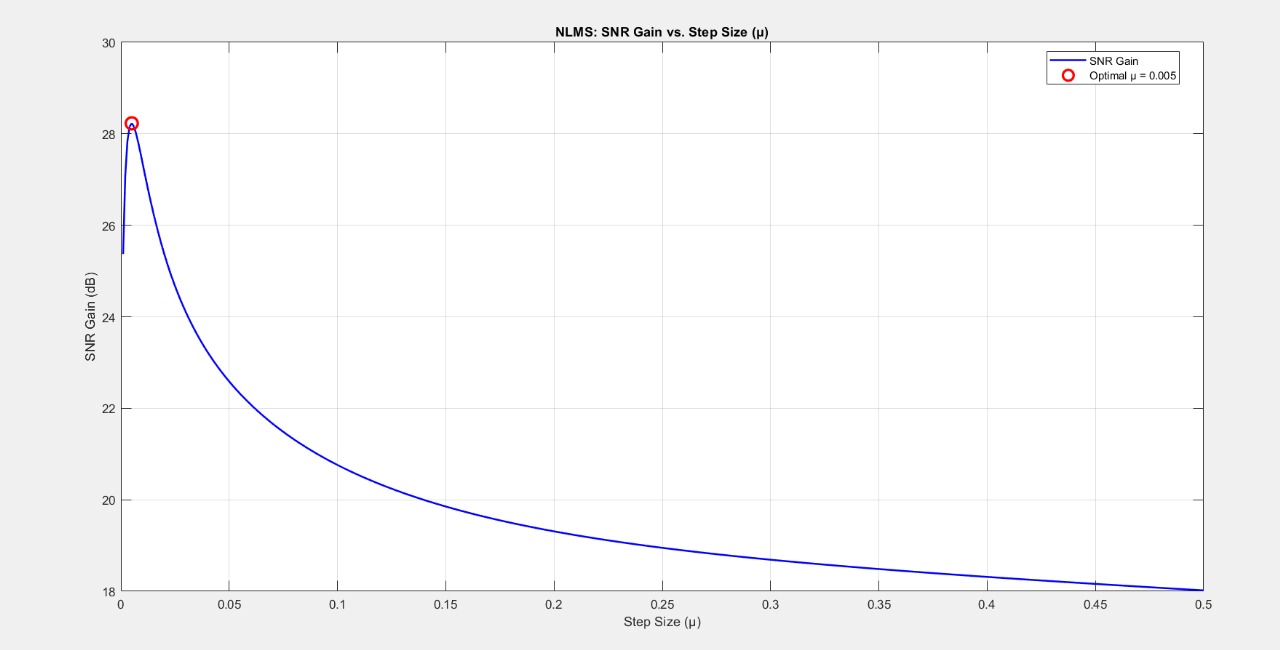 NLMS: SNR Gain vs. Step Size (μ)
30
SNR Gain
Optimal μ = 0.005
28
26
24
22
20
18
SNR Gain (dB)
0 0.05 0.1 0.15 0.2 0.25 0.3 0.35 0.4 0.45 0.5
Step Size (μ)